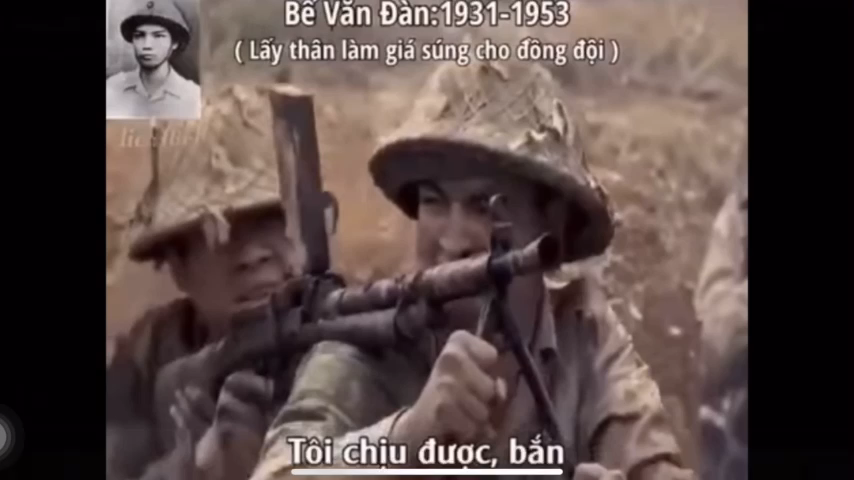 Bế Văn Đàn:1931-1953
( Lấy thân làm giá súng cho đồng đội )
Tôi chịu được, bắn